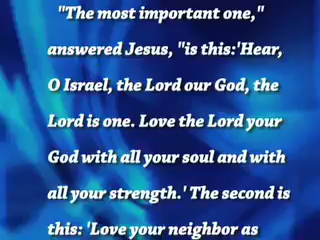 "The most important one,"
answered Jesus, "is this:'Hear,
O Israel, the Lord our God, the
Lord is one. Love the Lord your
God with all your soul and with
all your strength.' The second is
this: 'Love your neighbor as